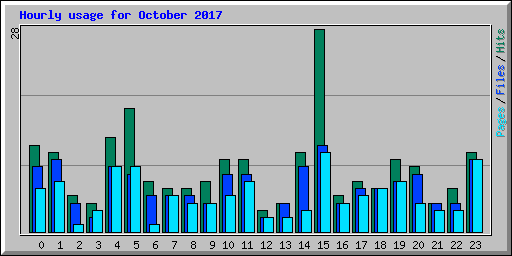 Hourly usage for October 2017
28
Pages/Files/Hits
0 1 2 3 4 5 6 7 8 9 10 11 12 13 14 15 16 17 18 19 20 21 22 23